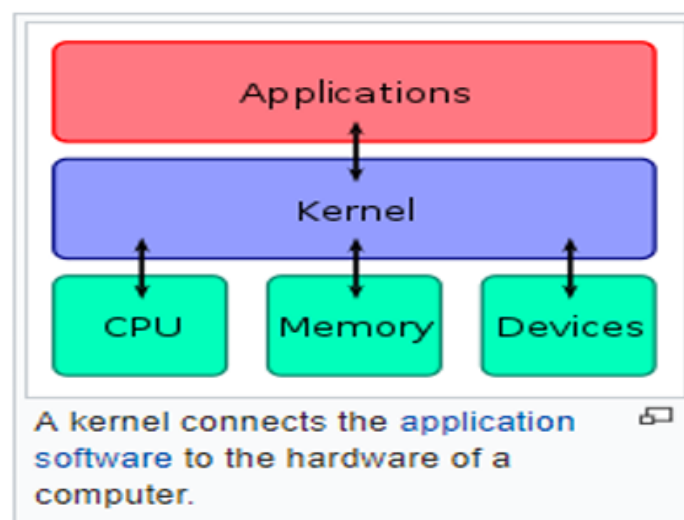 Applications
Kernel
CPU Memory Devices
A kernel connects the application
software to the hardware of a
computer.